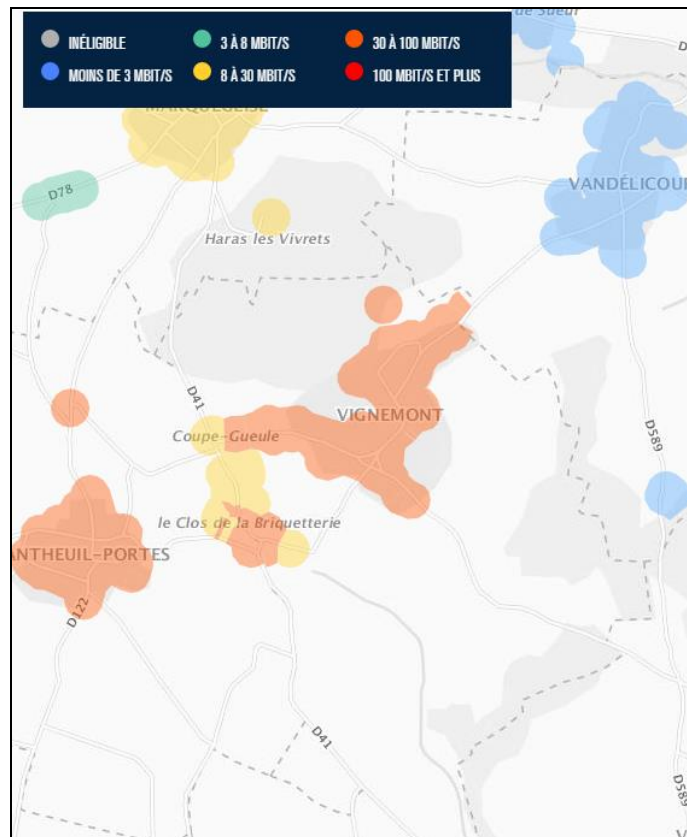 de Sueur
INÉLIGIBLE
3 À 8 MBIT/S
30 À 100 MBIT/S
MOINS DE 3 MBIT/S
8 À 30 MBIT/S
100 MBIT/S ET PLUS
MARQUÉGLISE
D78
VANDÉLICOU
Haras les Vivrets
D41
VIGNEMONT
Coupe-Gueule
D589
le Clos de la Briquetterie
ANTHEUIL-PORTES
D122
D41
D589